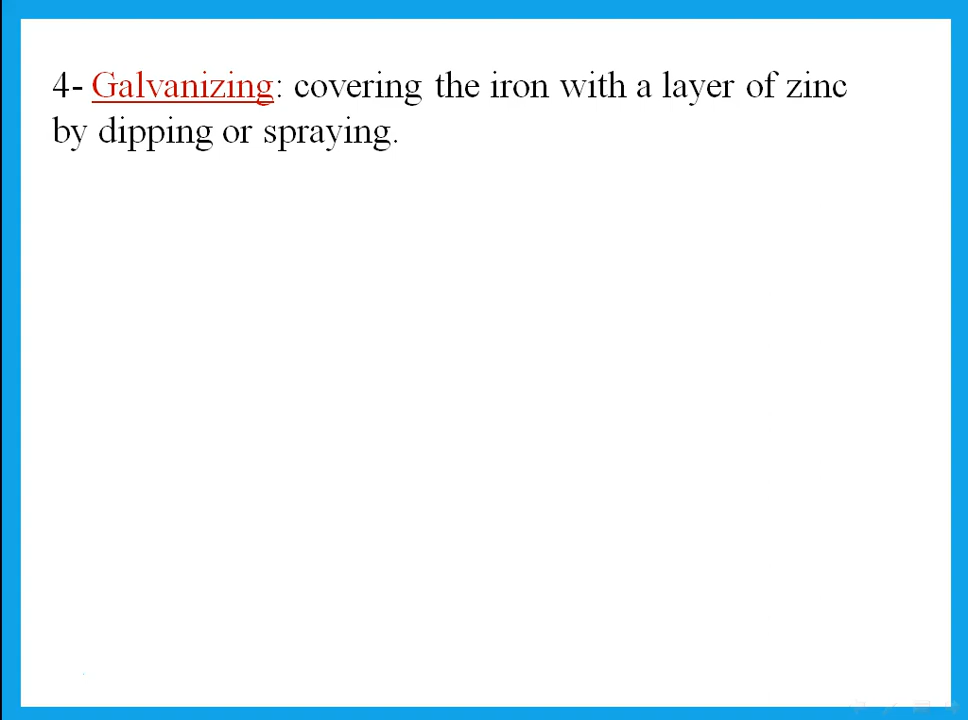 4- Galvanizing: covering the iron with a layer of zinc
by dipping or spraying.